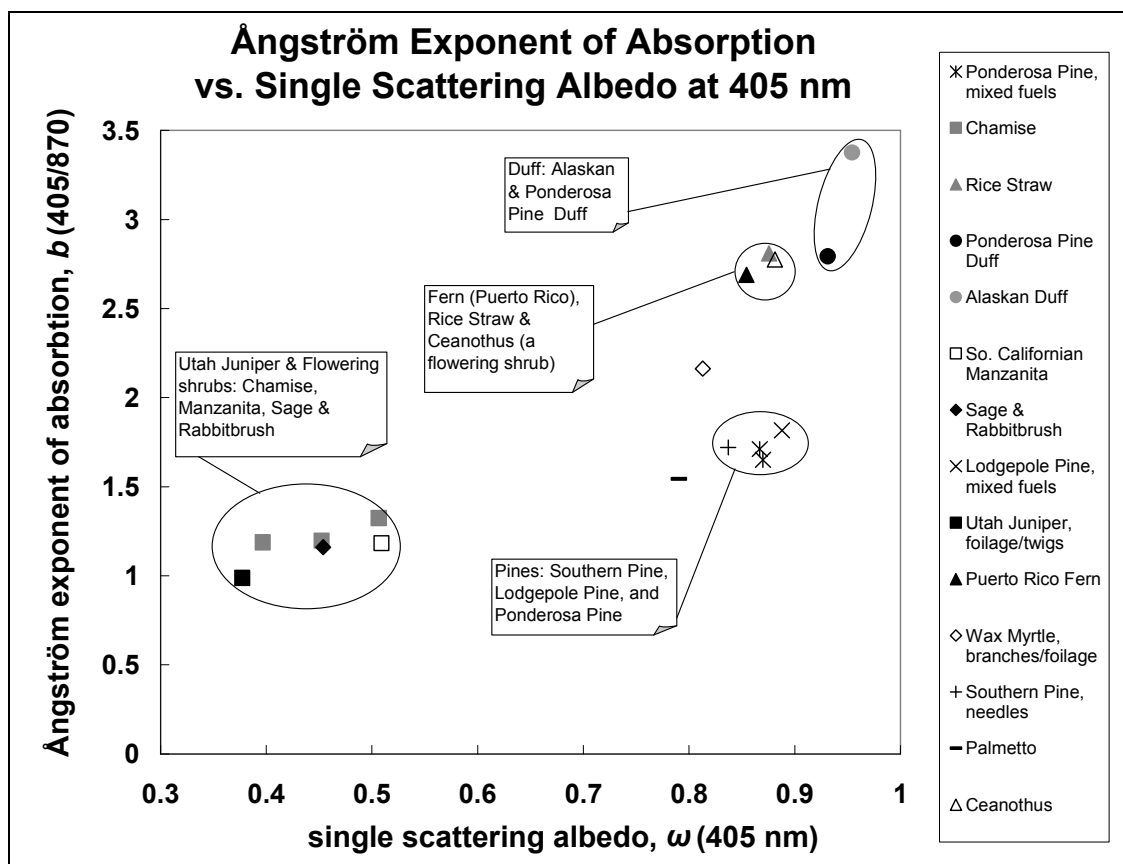 Ångström Exponent of Absorption
vs. Single Scattering Albedo at 405 nm
Ångström exponent of absorbtion, b (405/870)
3.5
3
2.5
2
1.5
1
0.5
0
0.3
0.4
0.5
0.6
0.7
0.8
0.9
1
single scattering albedo, ω (405 nm)
Duff: Alaskan
& Ponderosa
Pine Duff
Fern (Puerto Rico),
Rice Straw &
Ceanothus (a
flowering shrub)
Utah Juniper & Flowering
shrubs: Chamise,
Manzanita, Sage &
Rabbitbrush
Pines: Southern Pine,
Lodgepole Pine, and
Ponderosa Pine
Ponderosa Pine,
mixed fuels
Chamise
Rice Straw
Ponderosa Pine
Duff
Alaskan Duff
So. Californian
Manzanita
Sage &
Rabbitbrush
Lodgepole Pine,
mixed fuels
Utah Juniper,
foilage/twigs
Puerto Rico Fern
Wax Myrtle,
branches/foilage
Southern Pine,
needles
Palmetto
Ceanothus